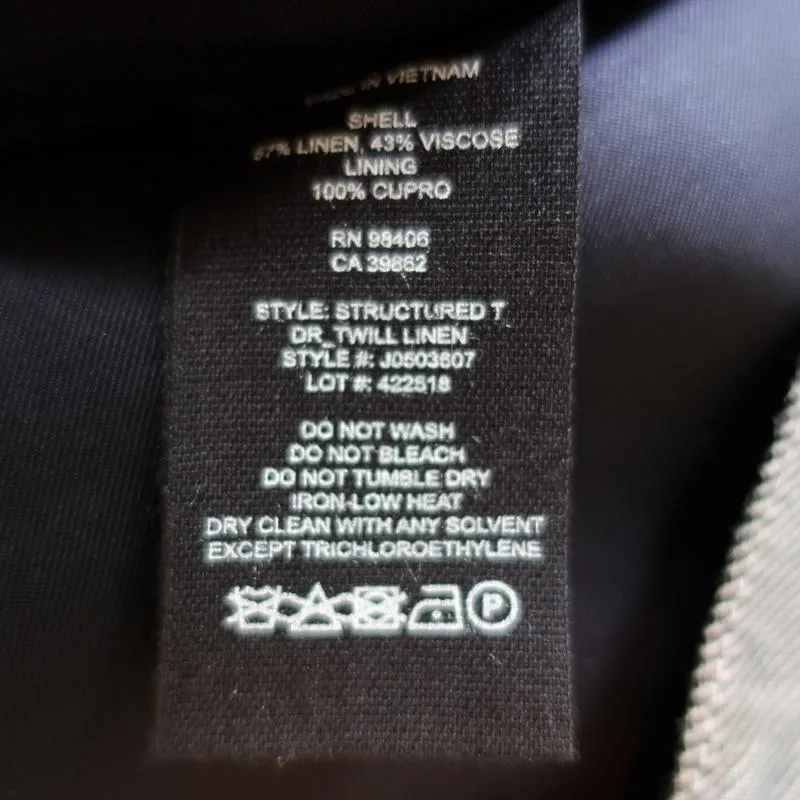 MADE IN VIETNAM
SHELL
57% LINEN, 43% VISCOSE
LINING
100% CUPRO
RN 98406
CA 39862
STYLE: STRUCTURED T
DR_TWILL LINEN
STYLE #: J0503607
LOT #: 422518
DO NOT WASH
DO NOT BLEACH
DO NOT TUMBLE DRY
IRON-LOW HEAT
DRY CLEAN WITH ANY SOLVENT
EXCEPT TRICHLOROETHYLENE
P